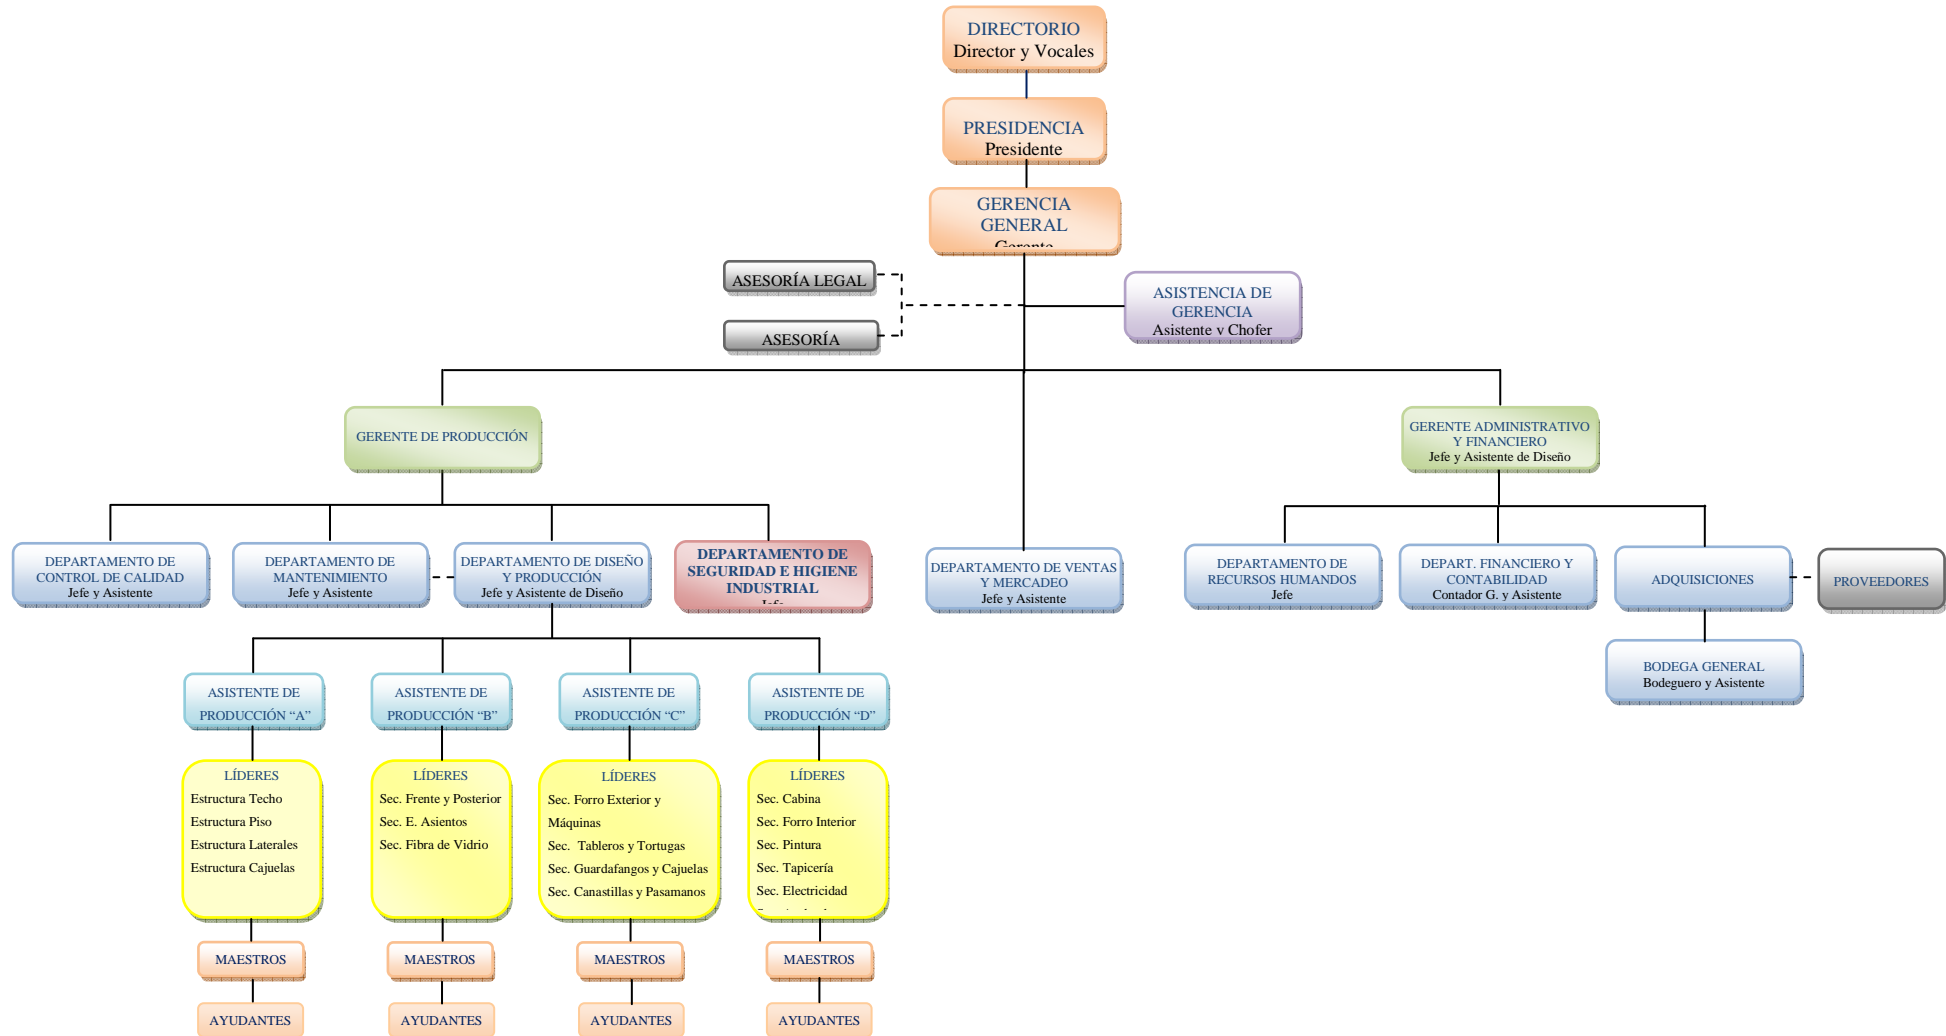 DIRECTORIO
Director y Vocales
PRESIDENCIA
Presidente
GERENCIA
GENERAL
Gerente
ASESORÍA LEGAL
ASESORÍA
ASISTENCIA DE
GERENCIA
Asistente y Chofer
GERENTE DE PRODUCCIÓN
GERENTE ADMINISTRATIVO
Y FINANCIERO
Jefe y Asistente de Diseño
DEPARTAMENTO DE
CONTROL DE CALIDAD
Jefe y Asistente
DEPARTAMENTO DE
MANTENIMIENTO
Jefe y Asistente
DEPARTAMENTO DE DISEÑO
Y PRODUCCIÓN
Jefe y Asistente de Diseño
DEPARTAMENTO DE
SEGURIDAD E HIGIENE
INDUSTRIAL
Jefe
DEPARTAMENTO DE VENTAS
Y MERCADEO
Jefe y Asistente
DEPARTAMENTO DE
RECURSOS HUMANOS
Jefe
DEPART. FINANCIERO Y
CONTABILIDAD
Contador G. y Asistente
ADQUISICIONES
PROVEEDORES
BODEGA GENERAL
Bodeguero y Asistente
ASISTENTE DE
PRODUCCIÓN “A”
ASISTENTE DE
PRODUCCIÓN “B”
ASISTENTE DE
PRODUCCIÓN “C”
ASISTENTE DE
PRODUCCIÓN “D”
LÍDERES
Estructura Techo
Estructura Piso
Estructura Laterales
Estructura Cajuelas
LÍDERES
Sec. Frente y Posterior
Sec. E. Asientos
Sec. Fibra de Vidrio
LÍDERES
Sec. Forro Exterior y
Máquinas
Sec. Tableros y Tortugas
Sec. Guardafangos y Cajuelas
Sec. Canastillas y Pasamanos
LÍDERES
Sec. Cabina
Sec. Forro Interior
Sec. Pintura
Sec. Tapicería
Sec. Electricidad
MAESTROS
MAESTROS
MAESTROS
MAESTROS
AYUDANTES
AYUDANTES
AYUDANTES
AYUDANTES